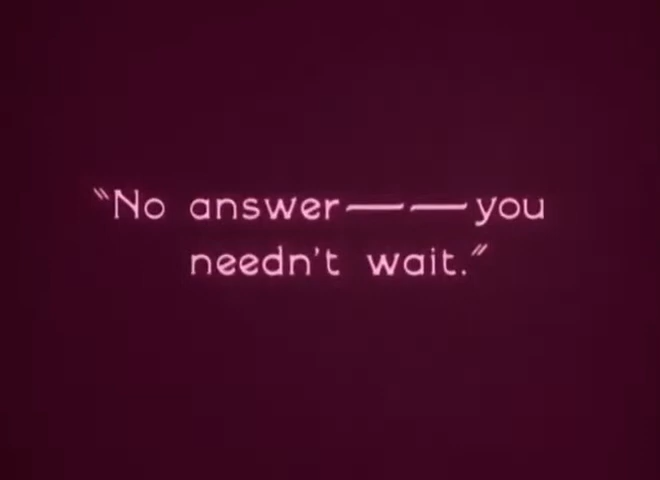 "No answer — — you
needn't wait."